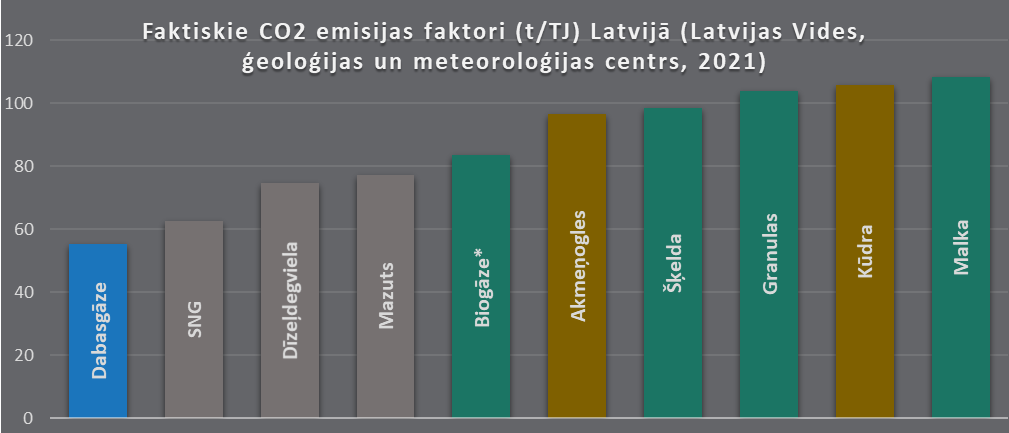 Faktiskie CO2 emisijas faktori (t/TJ) Latvijā (Latvijas Vides,
ģeoloģijas un meteoroloģijas centrs, 2021)
120
100
80
60
40
20
0
Dabasgāze
SNG
Dīzeļdegviela
Mazuts
Biogāze*
Akmeņogles
Šķelda
Granulas
Kūdra
Malka